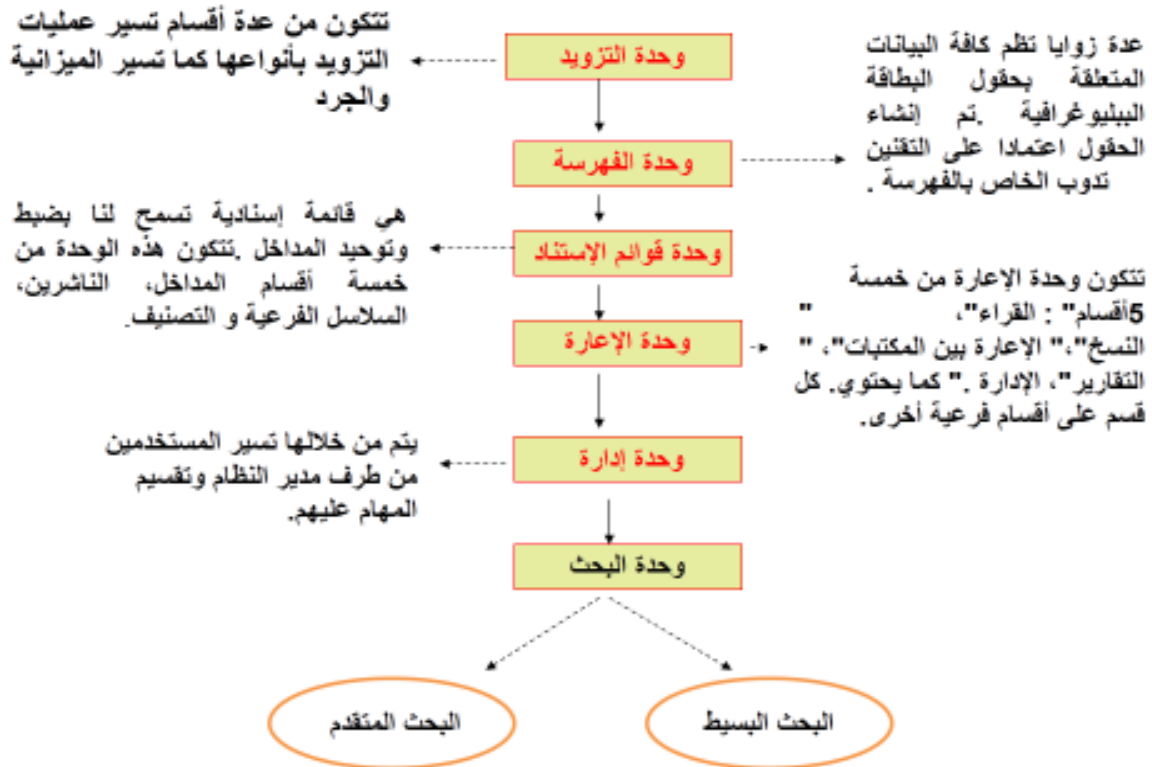 وحدة التزويد
تتكون من عدة أقسام تسير عمليات
التزويد بأنواعها كما تسير الميزانية
والجرد
وحدة الفهرسة
عدة زوايا تظم كافة البيانات
المتعلقة بحقول البطاقة
الببليوغرافية .تم إنشاء
الحقول اعتمادا على التقنين
تدوب الخاص بالفهرسة .
وحدة قوائم الإستناد
هي قائمة إسنادية تسمح لنا بضبط
وتوحيد المداخل .تتكون هذه الوحدة من
خمسة أقسام المداخل، الناشرين،
السلاسل الفرعية و التصنيف.
وحدة الإعارة
تتكون وحدة الإعارة من خمسة
5أقسام" : القراء"، "
النسخ"،" الإعارة بين المكتبات"، "
التقارير"، الإدارة ." كما يحتوي. كل
قسم على أقسام فرعية أخرى.
وحدة إدارة
يتم من خلالها تسير المستخدمين
من طرف مدير النظام وتقسيم
المهام عليهم.
وحدة البحث
البحث البسيط
البحث المتقدم